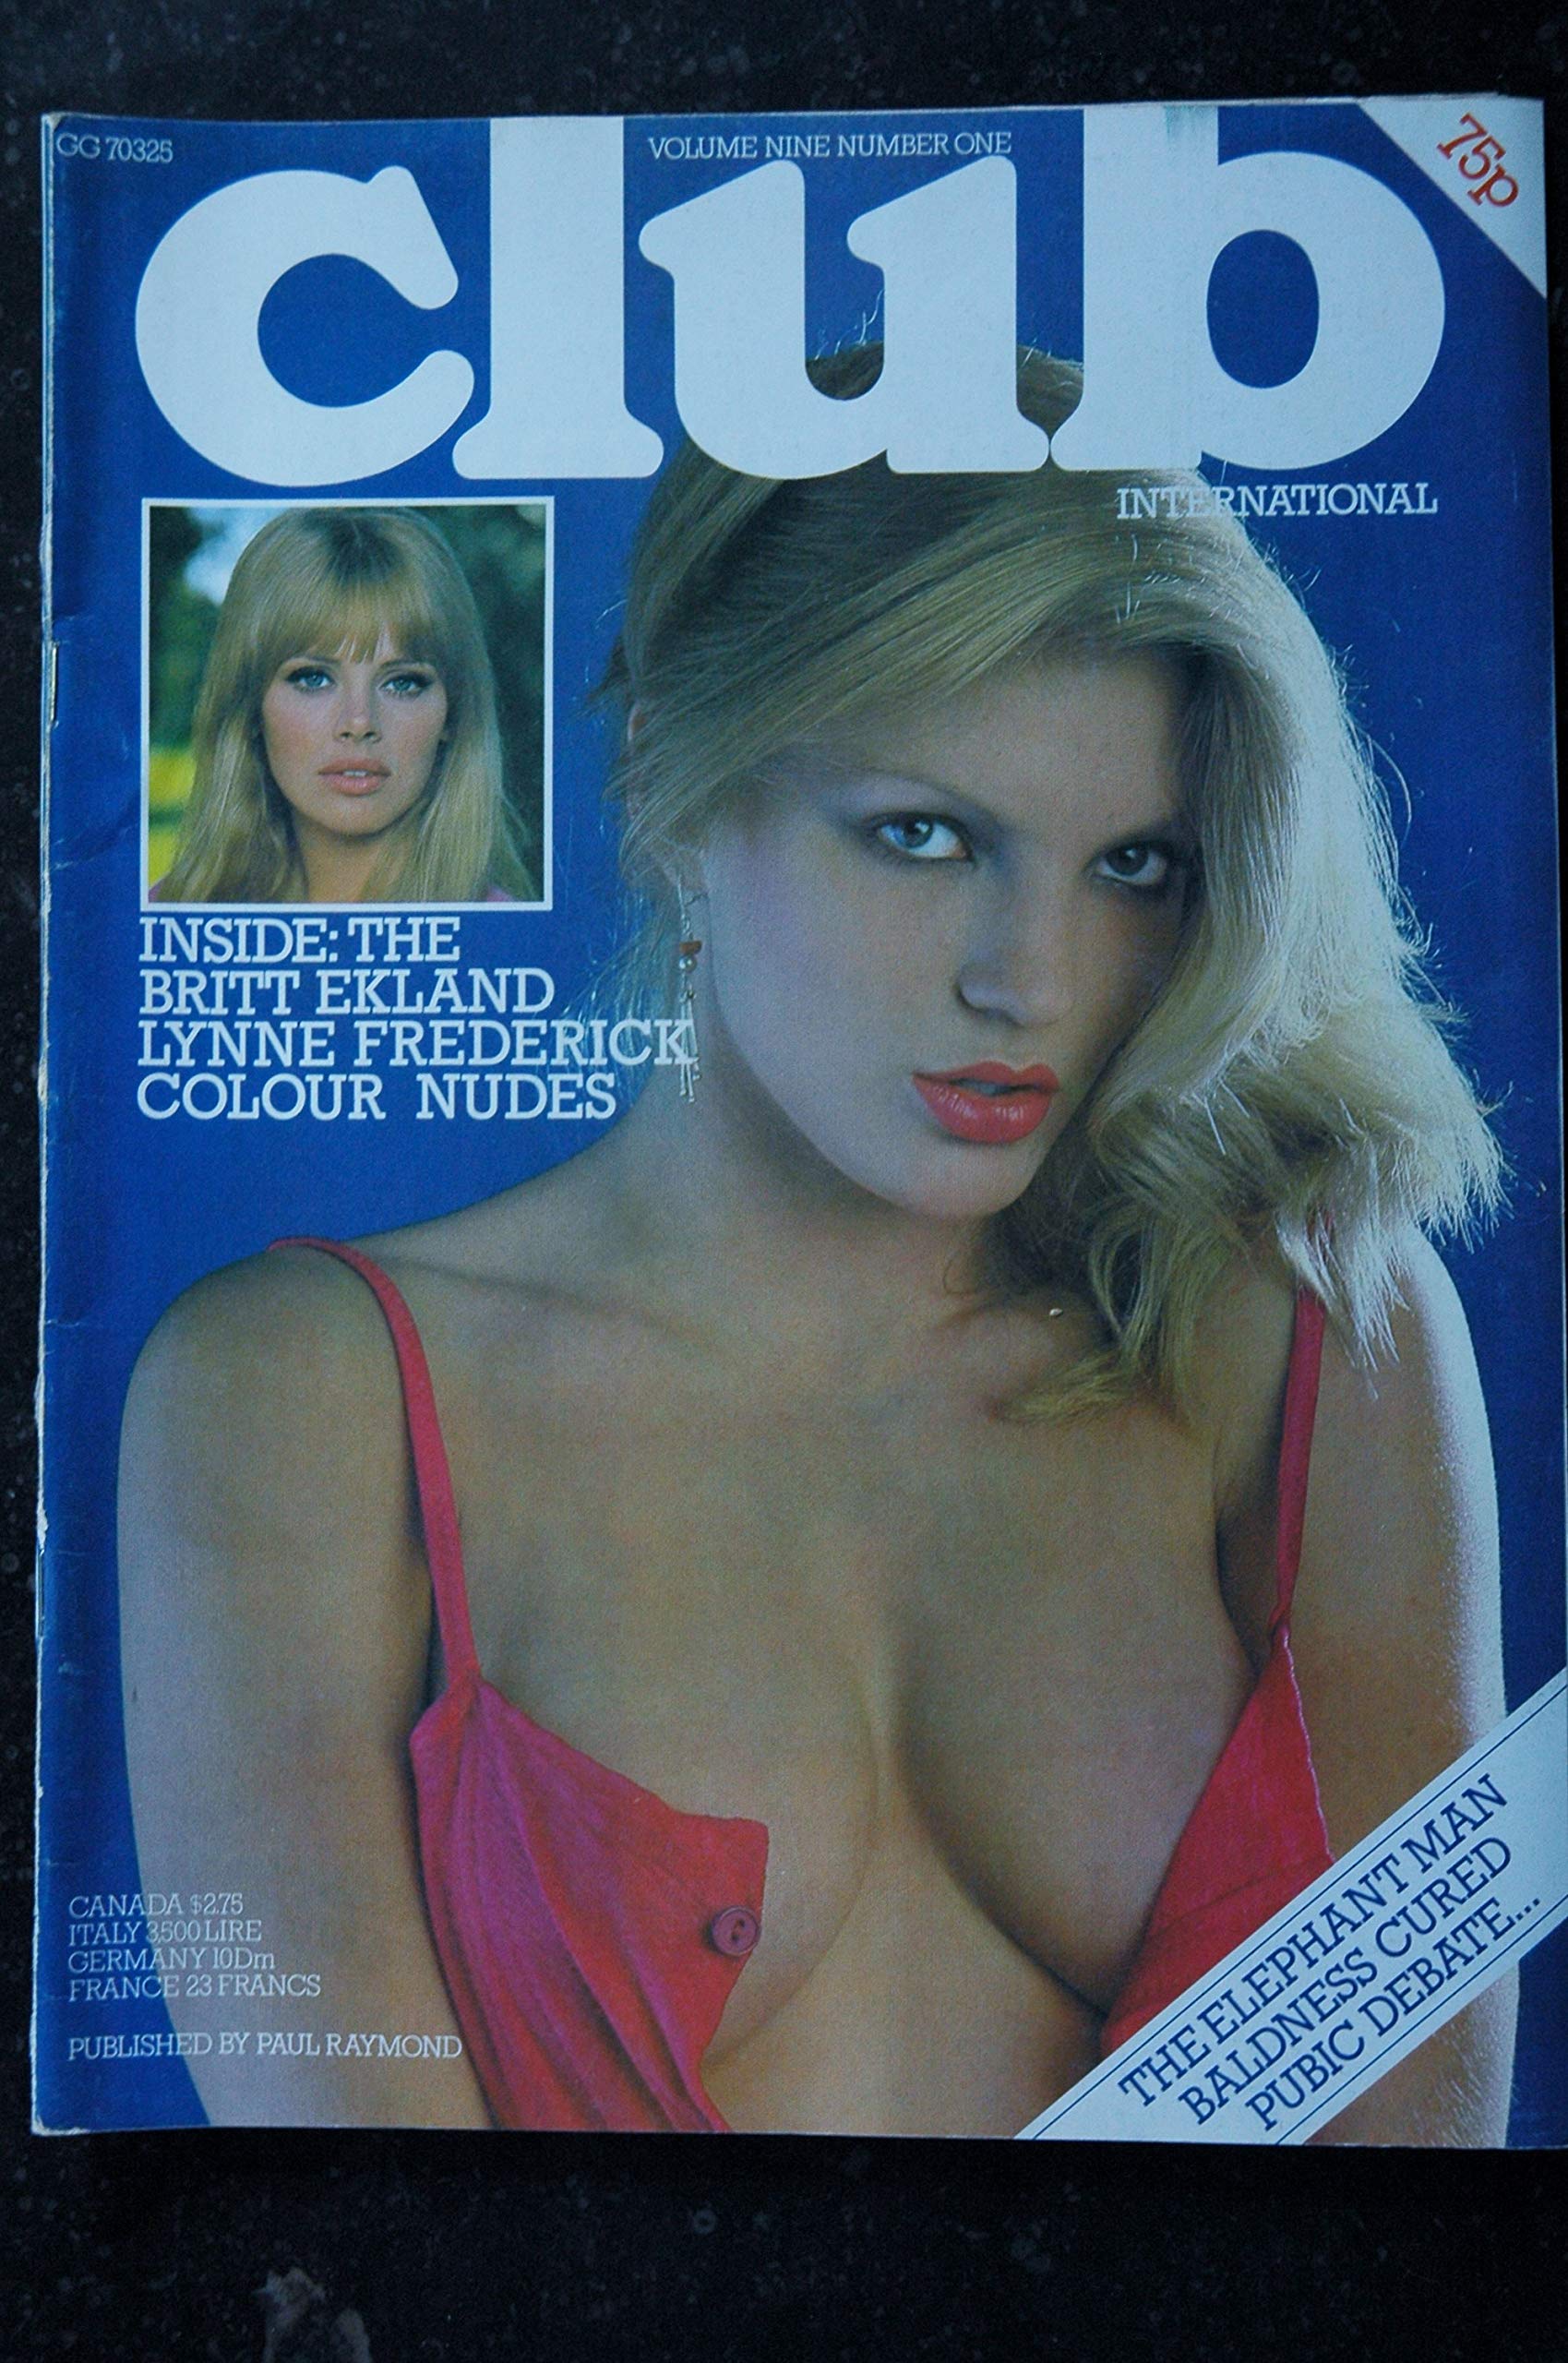 GG 70325
VOLUME NINE NUMBER ONE
75p
club
INTERNATIONAL
INSIDE: THE
BRITT EKLAND
LYNNE FREDERICK
COLOUR NUDES
CANADA $2.75
ITALY 3,500 LIRE
GERMANY 10Dm
FRANCE 23 FRANCS
PUBLISHED BY PAUL RAYMOND
THE ELEPHANT MAN
BALDNESS CURED
PUBIC DEBATE...